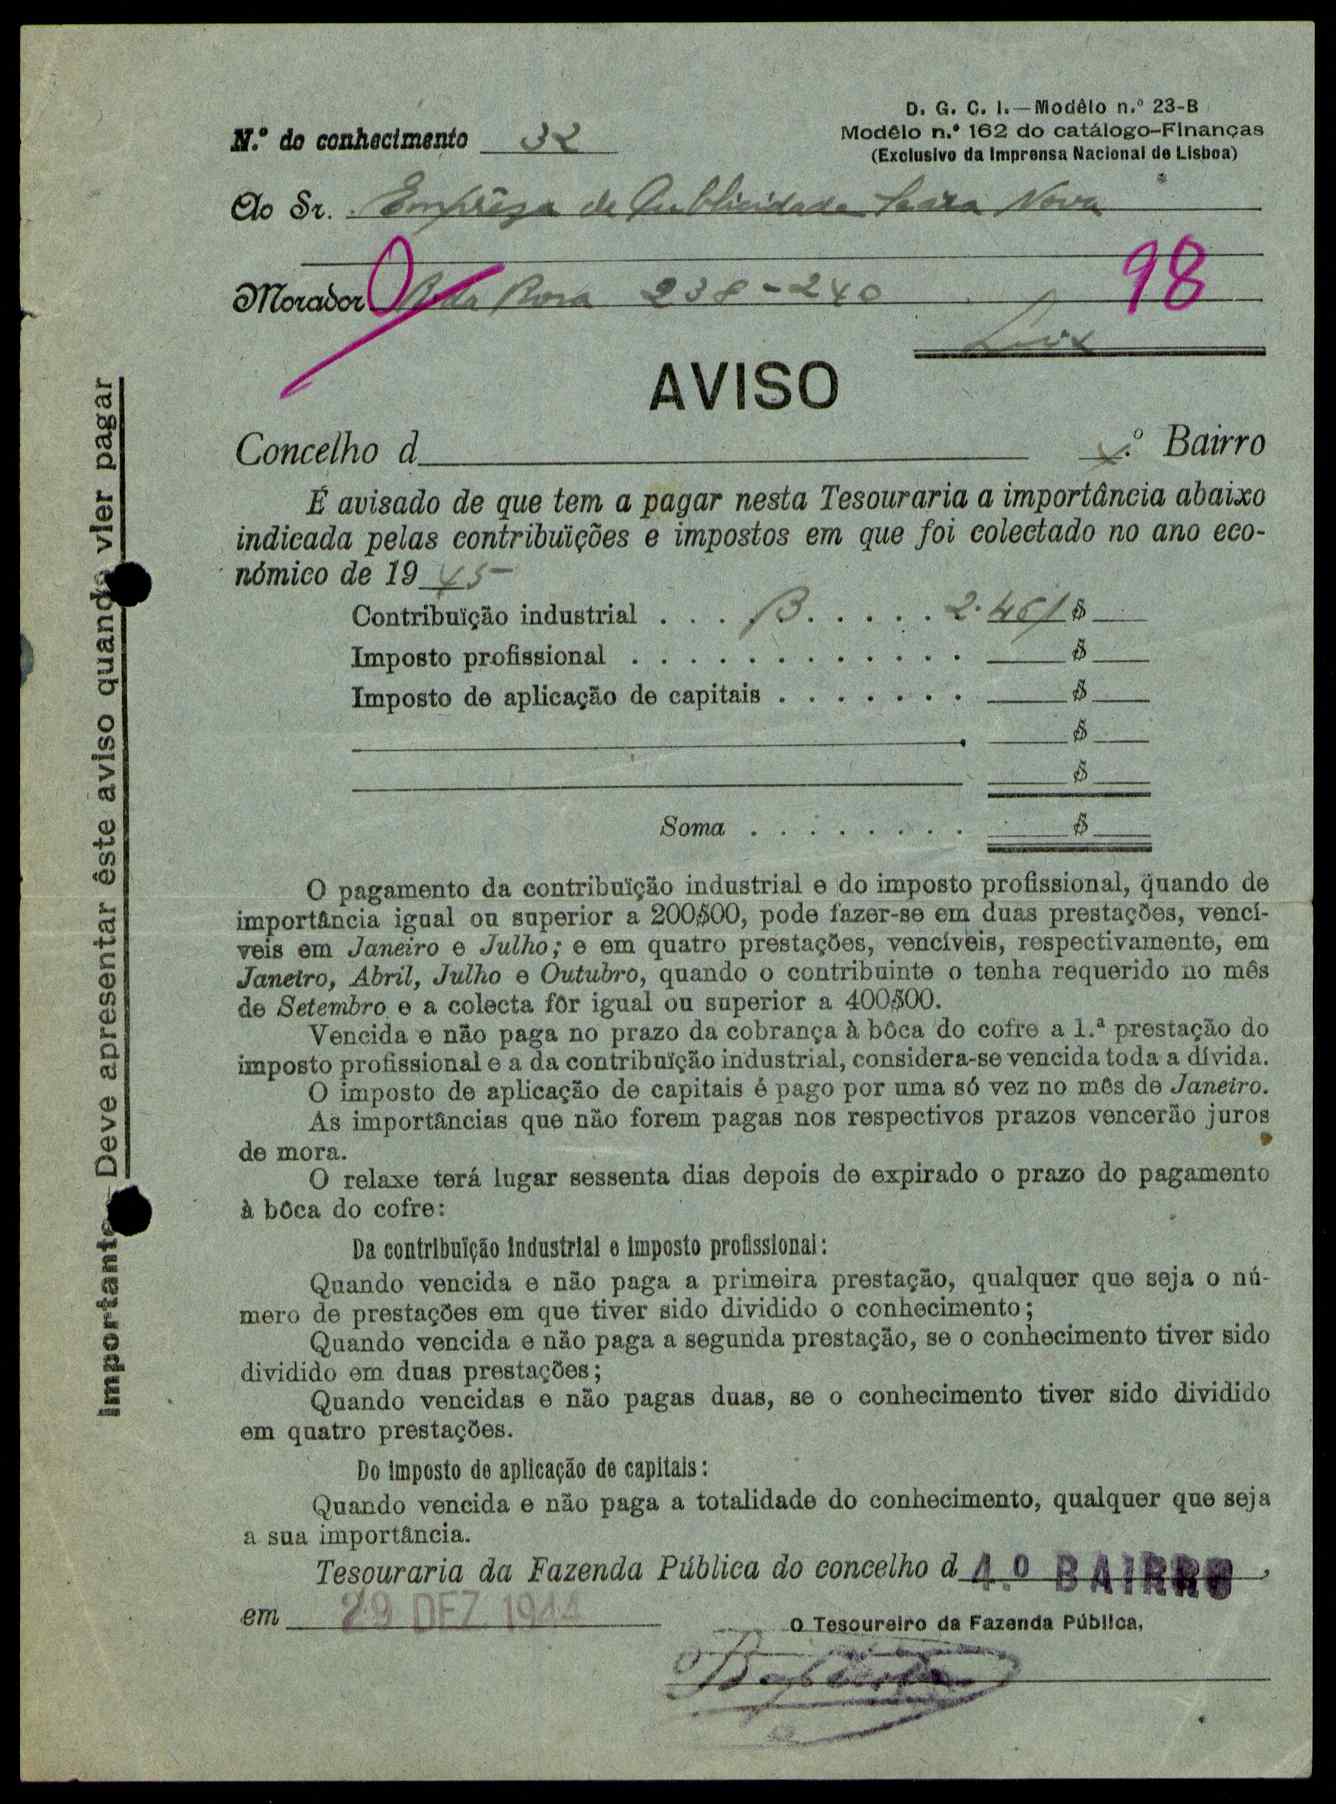 D. G. C. I.—Modêlo n.º 23-B
Modêlo n.º 162 do catálogo-Finanças
(Exclusivo da Imprensa Nacional de Lisboa)
N.º do conhecimento 32
Ao Sr. Emprêsa de Publicidade Seara Nova
Morador R. da Rosa 238-240
98
Lix
AVISO
Concelho d 4.º Bairro
É avisado de que tem a pagar nesta Tesouraria a importância abaixo
indicada pelas contribuïções e impostos em que foi colectado no ano eco-
nómico de 19 45
Contribuïção industrial . . . B . . . . . 2.461 $
Imposto profissional . . . . . . . . . . . . $
Imposto de aplicação de capitais . . . . . . . $
$
$
Soma . . . . . . . . $
O pagamento da contribuïção industrial e do imposto profissional, quando de
importância igual ou superior a 200$00, pode fazer-se em duas prestações, vencí-
veis em Janeiro e Julho; e em quatro prestações, vencíveis, respectivamente, em
Janeiro, Abril, Julho e Outubro, quando o contribuinte o tenha requerido no mês
de Setembro e a colecta fôr igual ou superior a 400$00.
Vencida e não paga no prazo da cobrança à bôca do cofre a 1.ª prestação do
imposto profissional e a da contribuïção industrial, considera-se vencida toda a dívida.
O imposto de aplicação de capitais é pago por uma só vez no mês de Janeiro.
As importâncias que não forem pagas nos respectivos prazos vencerão juros
de mora.
O relaxe terá lugar sessenta dias depois de expirado o prazo do pagamento
à bôca do cofre:
Da contribuïção industrial e imposto profissional:
Quando vencida e não paga a primeira prestação, qualquer que seja o nú-
mero de prestações em que tiver sido dividido o conhecimento;
Quando vencida e não paga a segunda prestação, se o conhecimento tiver sido
dividido em duas prestações;
Quando vencidas e não pagas duas, se o conhecimento tiver sido dividido
em quatro prestações.
Do imposto de aplicação de capitais:
Quando vencida e não paga a totalidade do conhecimento, qualquer que seja
a sua importância.
Tesouraria da Fazenda Pública do concelho d 4.º BAIRRO,
em 29 DEZ. 1944
O Tesoureiro da Fazenda Pública,
Baptista
Importante—Deve apresentar êste aviso quando vier pagar